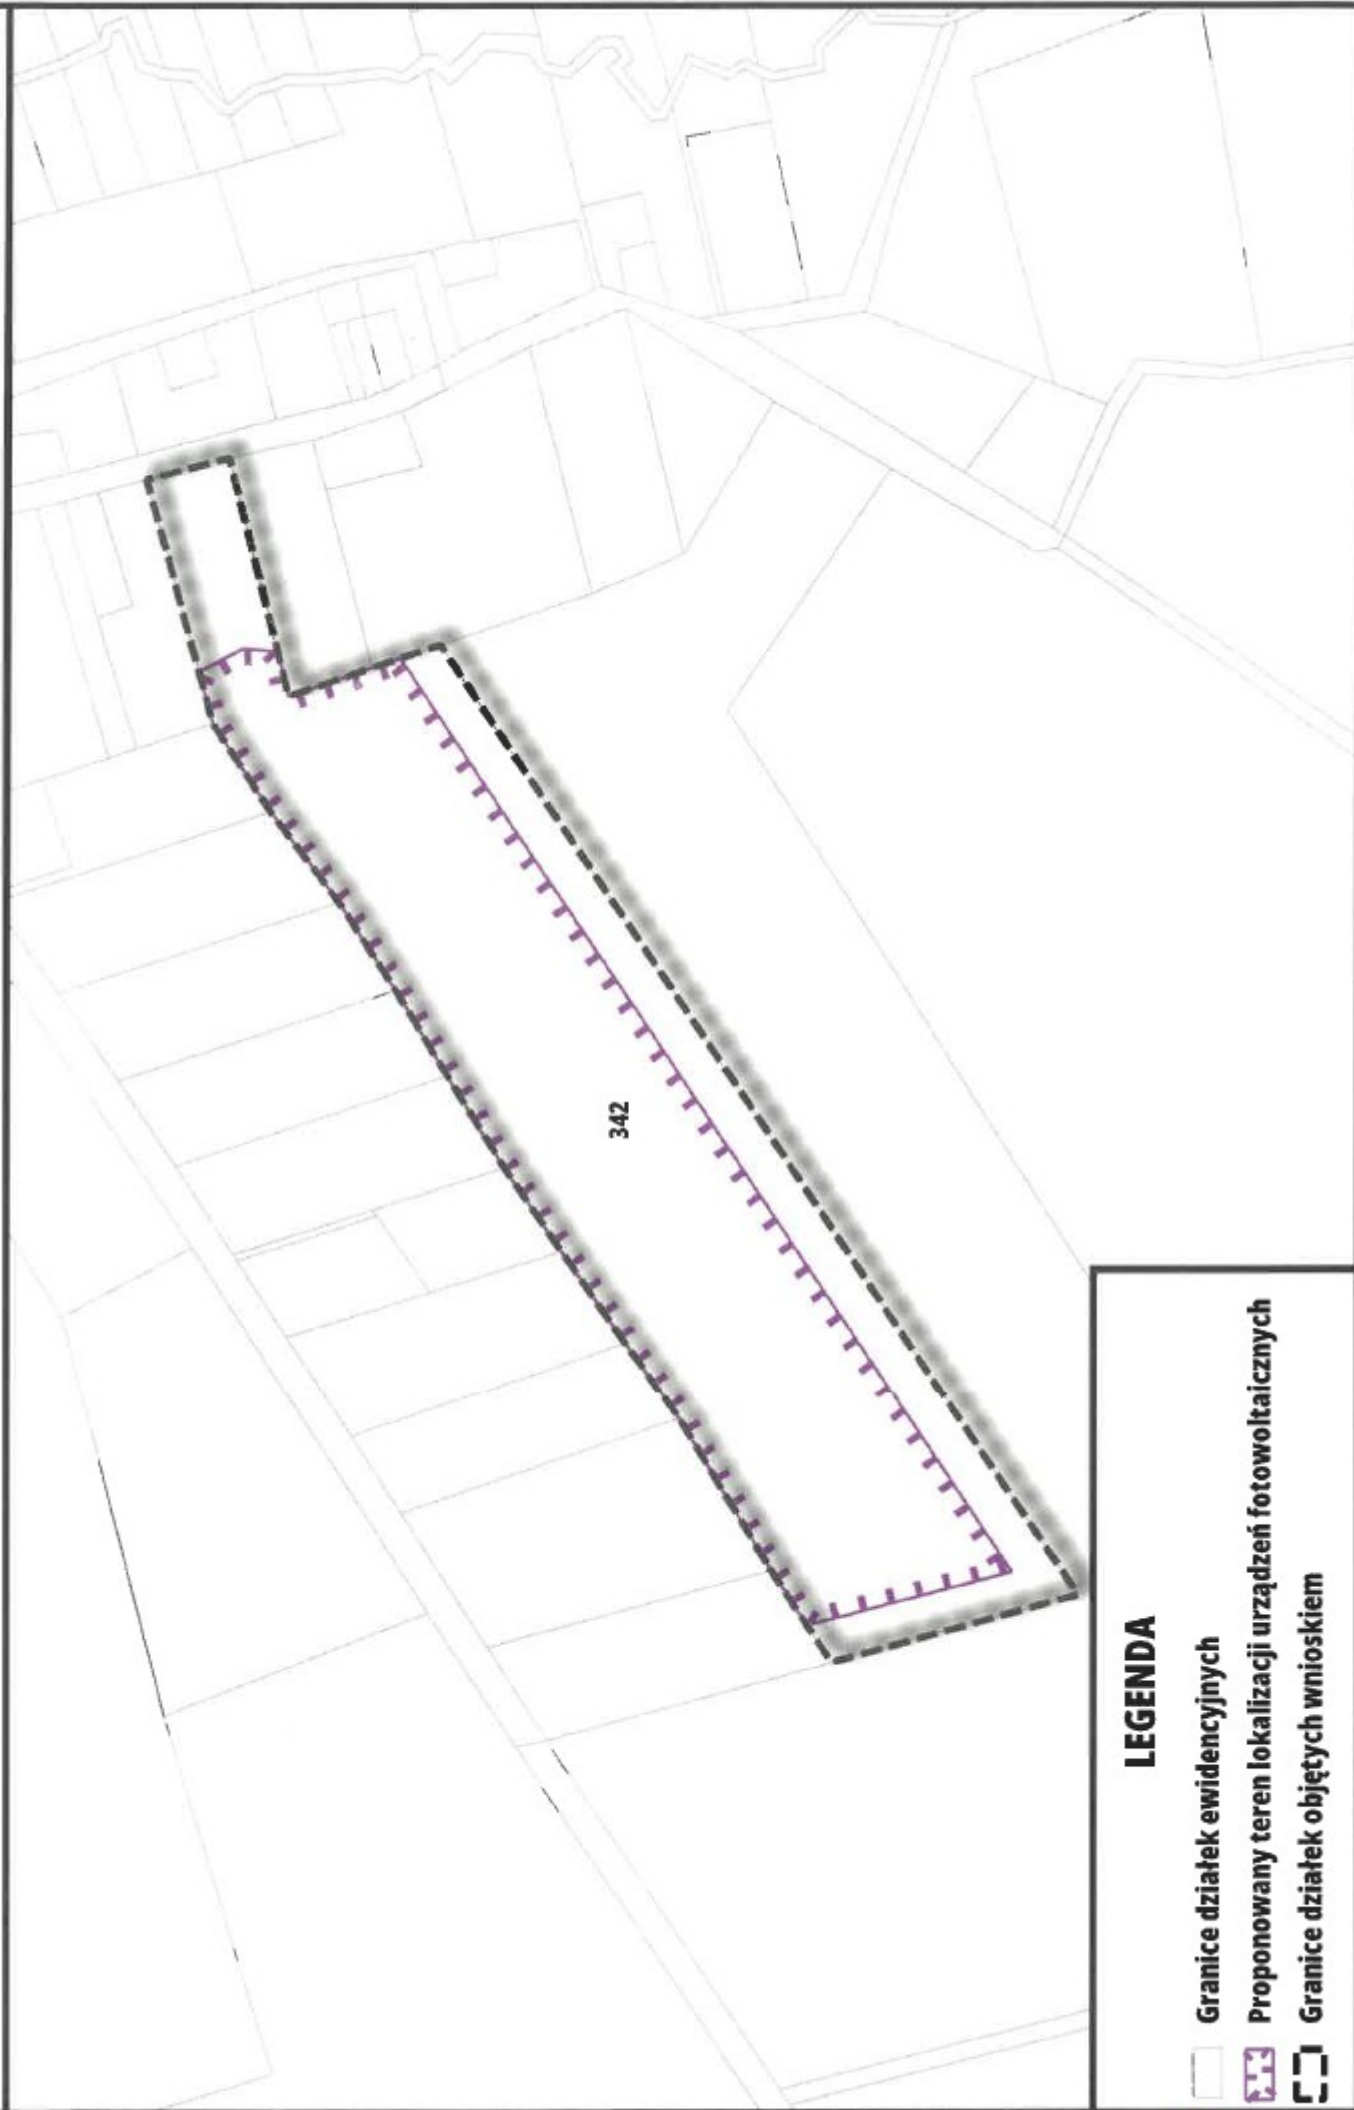 342
LEGENDA
Granice działek ewidencyjnych
Proponowany teren lokalizacji urządzeń fotowoltaicznych
Granice działek objętych wnioskiem